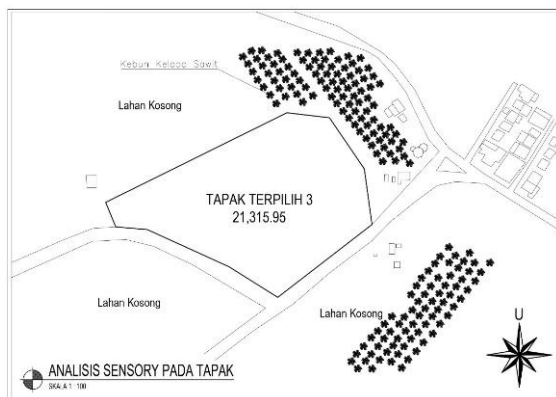 Kebun Kelapa Sawit
Lahan Kosong
TAPAK TERPILIH 3
21,315.95
Lahan Kosong
Lahan Kosong
U
ANALISIS SENSORY PADA TAPAK
SKALA 1 : 100